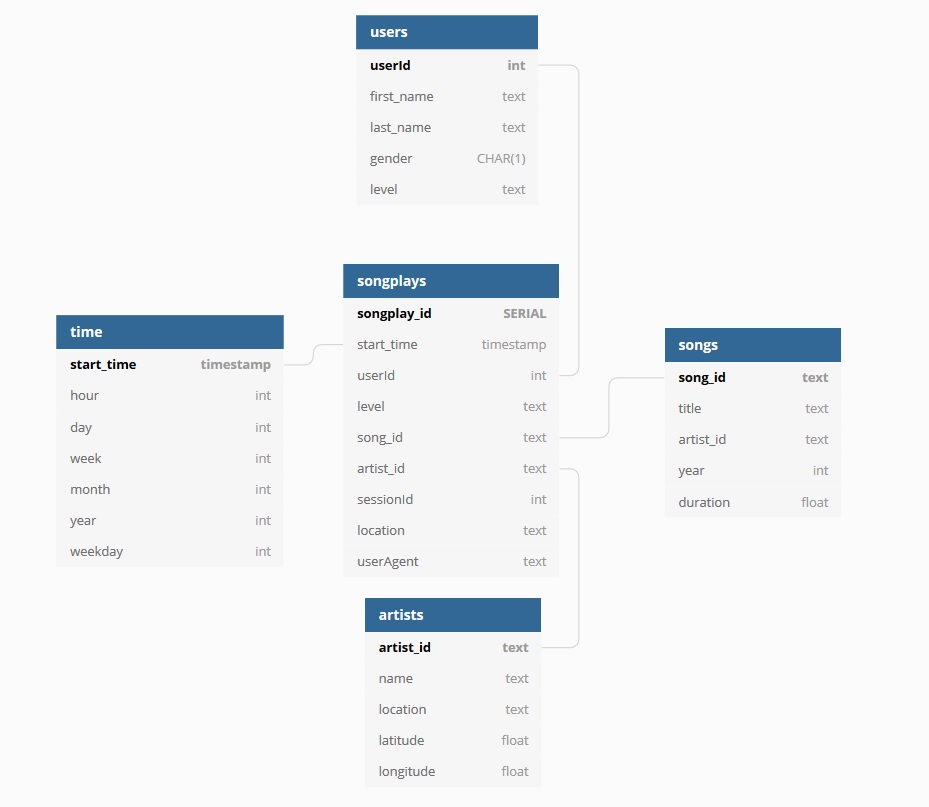 users
userId int
first_name text
last_name text
gender CHAR(1)
level text
songplays
songplay_id SERIAL
start_time timestamp
userId int
level text
song_id text
artist_id text
sessionId int
location text
userAgent text
time
start_time timestamp
hour int
day int
week int
month int
year int
weekday int
songs
song_id text
title text
artist_id text
year int
duration float
artists
artist_id text
name text
location text
latitude float
longitude float